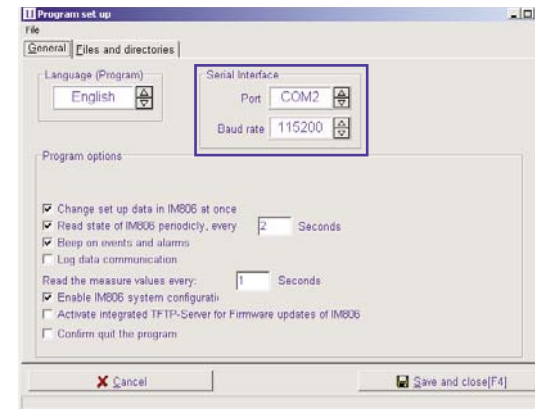 Program set up
File
General Files and directories
Language (Program)
English
Serial Interface
Port COM2
Baud rate 115200
Program options
Change set up data in IM806 at once
Read state of IM806 periodicly, every 2 Seconds
Beep on events and alarms
Log data communication
Read the measure values every: 1 Seconds
Enable IM806 system configurati
Activate integrated TFTP-Server for Firmware updates of IM806
Confirm quit the program
Cancel Save and close[F4]